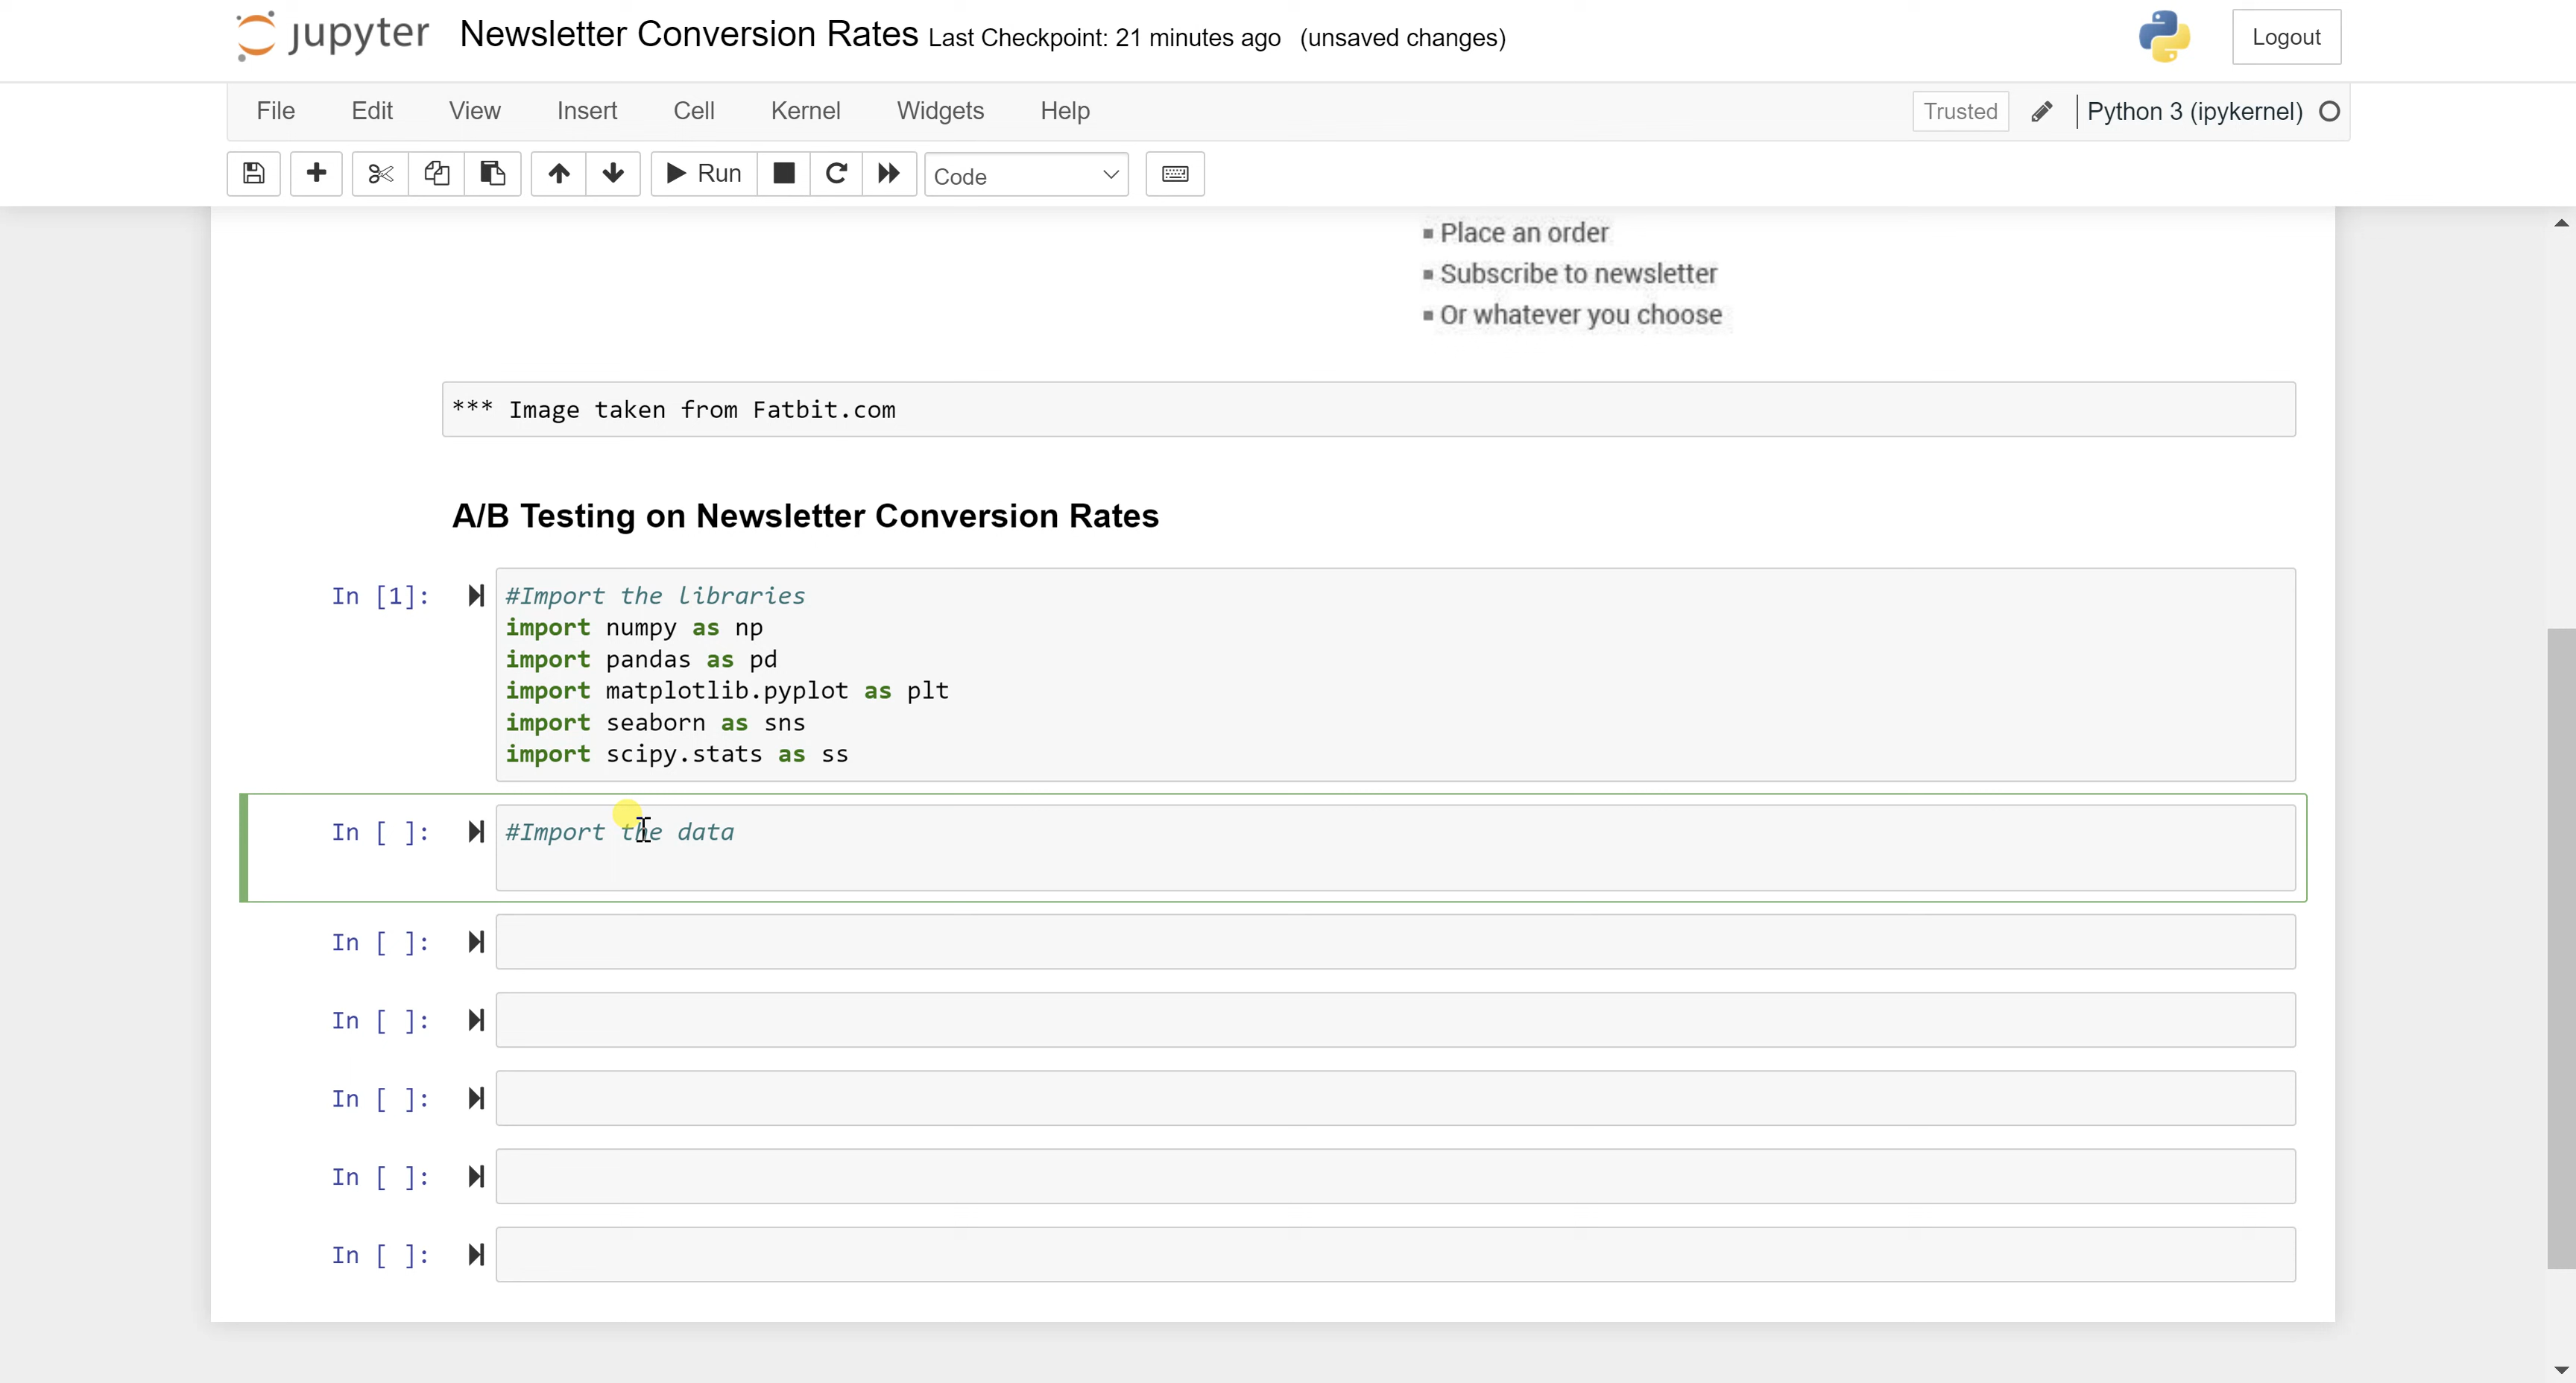 jupyter Newsletter Conversion Rates Last Checkpoint: 21 minutes ago (unsaved changes)
Logout
File Edit View Insert Cell Kernel Widgets Help
Trusted Python 3 (ipykernel)
Run Code
▪ Place an order
▪ Subscribe to newsletter
▪ Or whatever you choose
*** Image taken from Fatbit.com
A/B Testing on Newsletter Conversion Rates
In [1]: #Import the libraries
import numpy as np
import pandas as pd
import matplotlib.pyplot as plt
import seaborn as sns
import scipy.stats as ss
In [ ]: #Import the data
In [ ]:
In [ ]:
In [ ]:
In [ ]:
In [ ]: